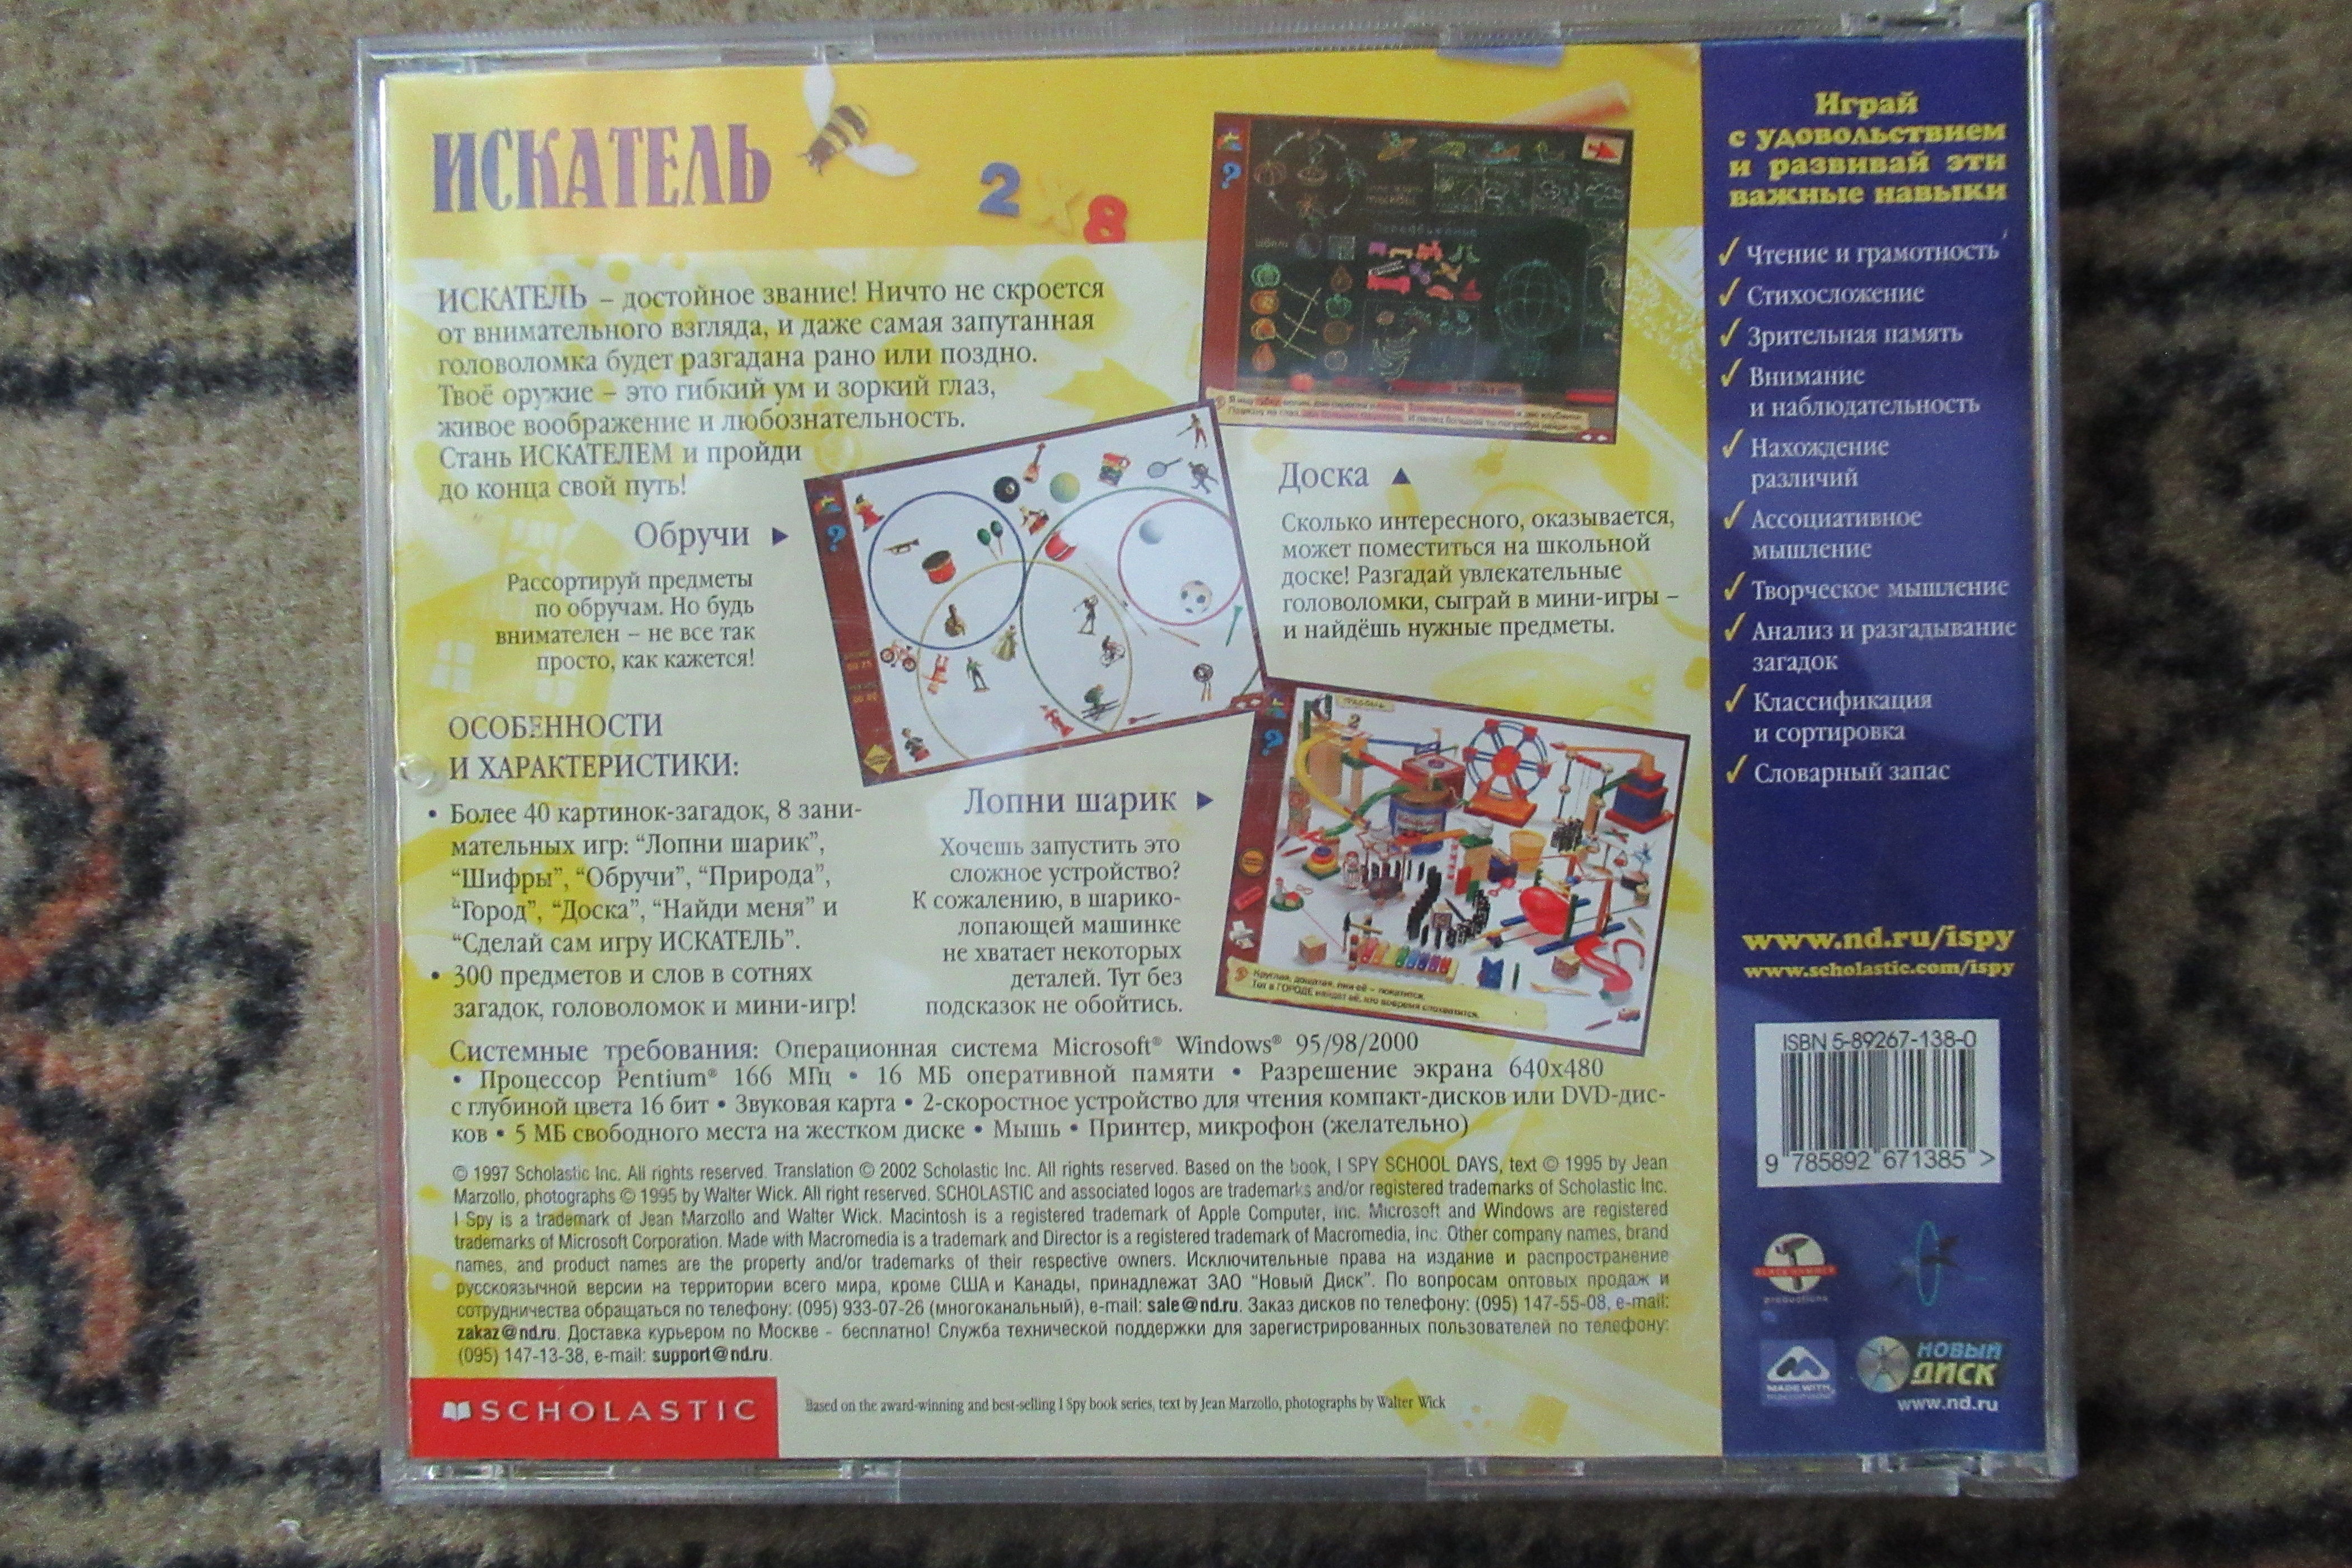 ИСКАТЕЛЬ
2 8
ИСКАТЕЛЬ – достойное звание! Ничто не скроется
от внимательного взгляда, и даже самая запутанная
головоломка будет разгадана рано или поздно.
Твоё оружие – это гибкий ум и зоркий глаз,
живое воображение и любознательность.
Стань ИСКАТЕЛЕМ и пройди
до конца свой путь!
Обручи ►
Рассортируй предметы
по обручам. Но будь
внимателен – не все так
просто, как кажется!
Доска ▲
Сколько интересного, оказывается,
может поместиться на школьной
доске! Разгадай увлекательные
головоломки, сыграй в мини-игры –
и найдёшь нужные предметы.
ОСОБЕННОСТИ
И ХАРАКТЕРИСТИКИ:
• Более 40 картинок-загадок, 8 зани-
мательных игр: “Лопни шарик”,
“Шифры”, “Обручи”, “Природа”,
“Город”, “Доска”, “Найди меня” и
“Сделай сам игру ИСКАТЕЛЬ”.
• 300 предметов и слов в сотнях
загадок, головоломок и мини-игр!
Лопни шарик ►
Хочешь запустить это
сложное устройство?
К сожалению, в шарико-
лопающей машинке
не хватает некоторых
деталей. Тут без
подсказок не обойтись.
Круглая, дощатая, пни её – покатится.
Тот в ГОРОДЕ найдёт её, кто вовремя спохватится.
Системные требования: Операционная система Microsoft® Windows® 95/98/2000
• Процессор Pentium® 166 МГц • 16 МБ оперативной памяти • Разрешение экрана 640x480
с глубиной цвета 16 бит • Звуковая карта • 2-скоростное устройство для чтения компакт-дисков или DVD-дис-
ков • 5 МБ свободного места на жестком диске • Мышь • Принтер, микрофон (желательно)
© 1997 Scholastic Inc. All rights reserved. Translation © 2002 Scholastic Inc. All rights reserved. Based on the book, I SPY SCHOOL DAYS, text © 1995 by Jean
Marzollo, photographs © 1995 by Walter Wick. All right reserved. SCHOLASTIC and associated logos are trademarks and/or registered trademarks of Scholastic Inc.
I Spy is a trademark of Jean Marzollo and Walter Wick. Macintosh is a registered trademark of Apple Computer, inc. Microsoft and Windows are registered
trademarks of Microsoft Corporation. Made with Macromedia is a trademark and Director is a registered trademark of Macromedia, inc. Other company names, brand
names, and product names are the property and/or trademarks of their respective owners. Исключительные права на издание и распространение
русскоязычной версии на территории всего мира, кроме США и Канады, принадлежат ЗАО “Новый Диск”. По вопросам оптовых продаж и
сотрудничества обращаться по телефону: (095) 933-07-26 (многоканальный), e-mail: sale@nd.ru. Заказ дисков по телефону: (095) 147-55-08, e-mail:
zakaz@nd.ru. Доставка курьером по Москве - бесплатно! Служба технической поддержки для зарегистрированных пользователей по телефону:
(095) 147-13-38, e-mail: support@nd.ru.
SCHOLASTIC
Based on the award-winning and best-selling I Spy book series, text by Jean Marzollo, photographs by Walter Wick
Играй
с удовольствием
и развивай эти
важные навыки
✓ Чтение и грамотность
✓ Стихосложение
✓ Зрительная память
✓ Внимание
и наблюдательность
✓ Нахождение
различий
✓ Ассоциативное
мышление
✓ Творческое мышление
✓ Анализ и разгадывание
загадок
✓ Классификация
и сортировка
✓ Словарный запас
www.nd.ru/ispy
www.scholastic.com/ispy
ISBN 5-89267-138-0
9 785892 671385 >
BLACK HAMMER
productions
MADE WITH
НОВЫЙ
ДИСК
www.nd.ru